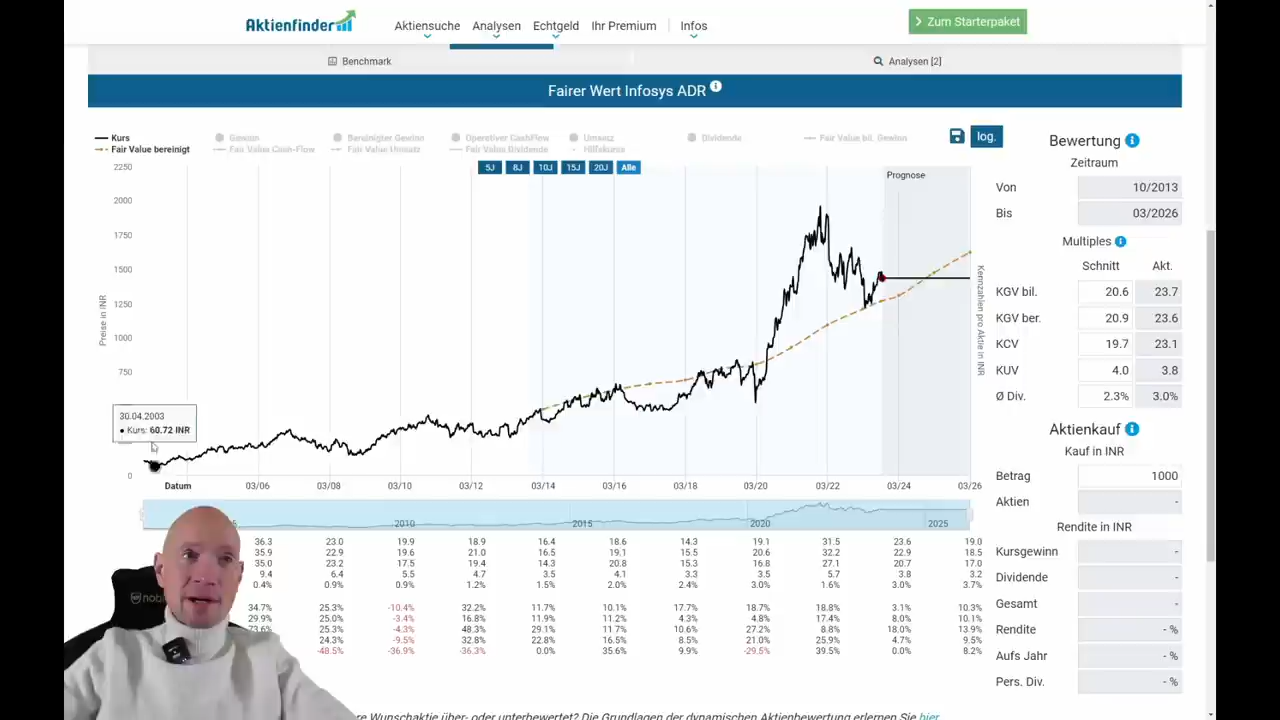 Aktienfinder
Aktiensuche Analysen Echtgeld Ihr Premium Infos
Zum Starterpaket
Benchmark Analysen [2]
Fairer Wert Infosys ADR
Kurs Gewinn Bereinigter Gewinn Operativer CashFlow Umsatz Dividende Fair Value bil. Gewinn
Fair Value bereinigt Fair Value Cash-Flow Fair Value Umsatz Fair Value Dividende Hilfskurve
log.
5J 8J 10J 15J 20J Alle
Prognose
Preise in INR
2250
2000
1750
1500
1250
1000
750
0
30.04.2003
Kurs: 60.72 INR
Kennzahlen pro Aktie in INR
Datum 03/06 03/08 03/10 03/12 03/14 03/16 03/18 03/20 03/22 03/24 03/26
2010 2015 2020 2025
36.3 23.0 19.9 18.9 16.4 18.6 14.3 19.1 31.5 23.6 19.0
35.9 22.9 19.6 21.0 16.5 19.1 15.5 20.6 32.2 22.9 18.5
35.0 23.2 17.5 19.4 14.3 20.8 15.3 16.8 27.1 20.7 17.0
9.4 6.4 5.5 4.7 3.5 4.1 3.3 3.5 5.7 3.8 3.2
0.4% 0.9% 0.9% 1.2% 1.5% 2.0% 2.4% 3.0% 1.6% 3.0% 3.7%
34.7% 25.3% -10.4% 32.2% 11.7% 10.1% 17.7% 18.7% 18.8% 3.1% 10.3%
29.9% 25.0% -3.4% 16.8% 11.9% 11.2% 4.3% 4.8% 17.4% 8.0% 10.1%
73.6% 25.3% -4.3% 48.3% 29.1% 11.7% 10.6% 27.2% 8.8% 18.0% 13.9%
24.3% -9.5% 32.8% 22.8% 16.5% 8.5% 21.0% 25.9% 4.7% 9.5%
-48.5% -36.9% -36.3% 0.0% 35.6% 9.9% -29.5% 39.5% 0.0% 8.2%
Bewertung
Zeitraum
Von 10/2013
Bis 03/2026
Multiples
Schnitt Akt.
KGV bil. 20.6 23.7
KGV ber. 20.9 23.6
KCV 19.7 23.1
KUV 4.0 3.8
Ø Div. 2.3% 3.0%
Aktienkauf
Kauf in INR
Betrag 1000
Aktien -
Rendite in INR
Kursgewinn -
Dividende -
Gesamt -
Rendite - %
Aufs Jahr - %
Pers. Div. - %
Wunschaktie über- oder unterbewertet? Die Grundlagen der dynamischen Aktienbewertung erlernen Sie hier